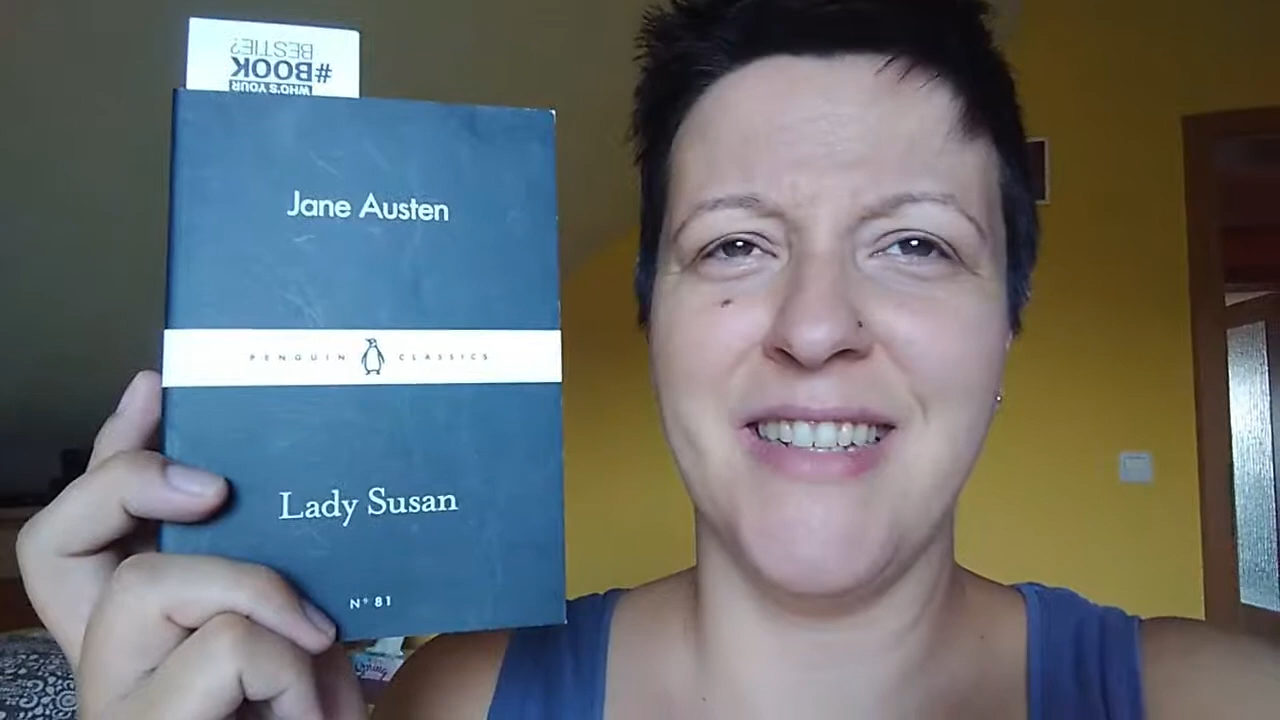 WHO'S YOUR
#BOOK
BESTIE?
Jane Austen
PENGUIN CLASSICS
Lady Susan
Nº 81